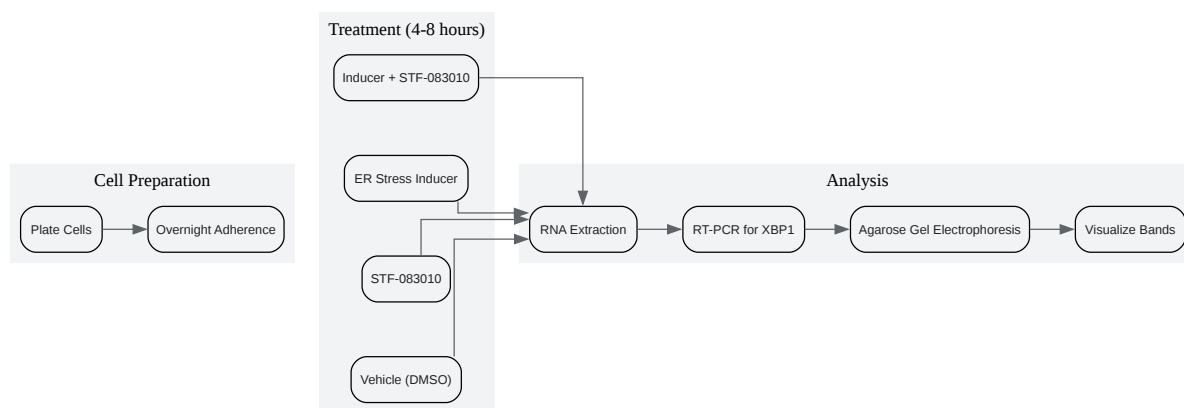 Cell Preparation
Plate Cells
Overnight Adherence
Treatment (4-8 hours)
Inducer + STF-083010
ER Stress Inducer
STF-083010
Vehicle (DMSO)
Analysis
RNA Extraction
RT-PCR for XBP1
Agarose Gel Electrophoresis
Visualize Bands